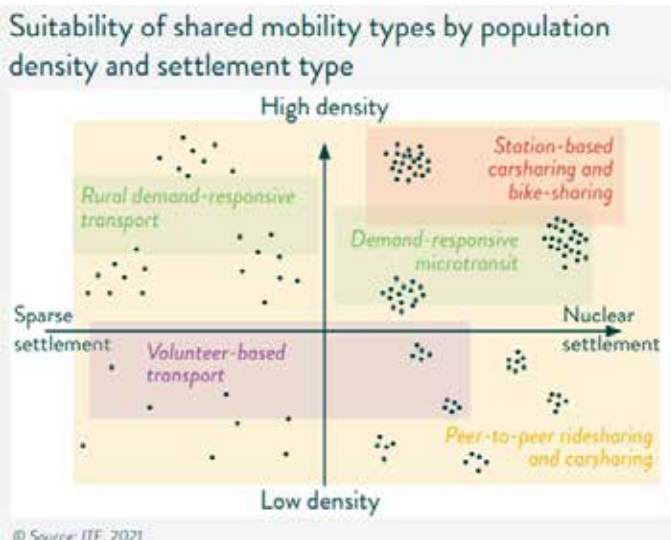 Suitability of shared mobility types by population
density and settlement type
High density
Station-based
carsharing and
bike-sharing
Rural demand-responsive
transport
Demand-responsive
microtransit
Sparse
settlement
Nuclear
settlement
Volunteer-based
transport
Peer-to-peer ridesharing
and carsharing
Low density
© Source: ITF, 2021